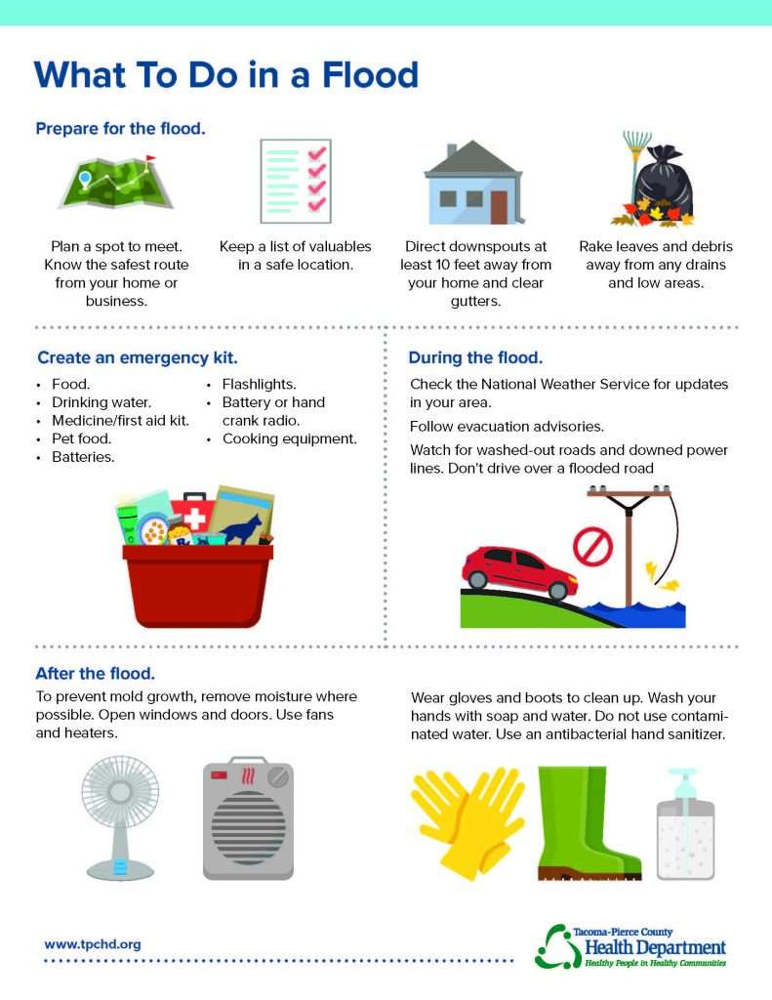 What To Do in a Flood
Prepare for the flood.
Plan a spot to meet.
Know the safest route
from your home or
business.
Keep a list of valuables
in a safe location.
Direct downspouts at
least 10 feet away from
your home and clear
gutters.
Rake leaves and debris
away from any drains
and low areas.
Create an emergency kit.
• Food.
• Drinking water.
• Medicine/first aid kit.
• Pet food.
• Batteries.
• Flashlights.
• Battery or hand
crank radio.
• Cooking equipment.
During the flood.
Check the National Weather Service for updates
in your area.
Follow evacuation advisories.
Watch for washed-out roads and downed power
lines. Don't drive over a flooded road
After the flood.
To prevent mold growth, remove moisture where
possible. Open windows and doors. Use fans
and heaters.
Wear gloves and boots to clean up. Wash your
hands with soap and water. Do not use contami-
nated water. Use an antibacterial hand sanitizer.
www.tpchd.org
Tacoma-Pierce County
Health Department
Healthy People in Healthy Communities